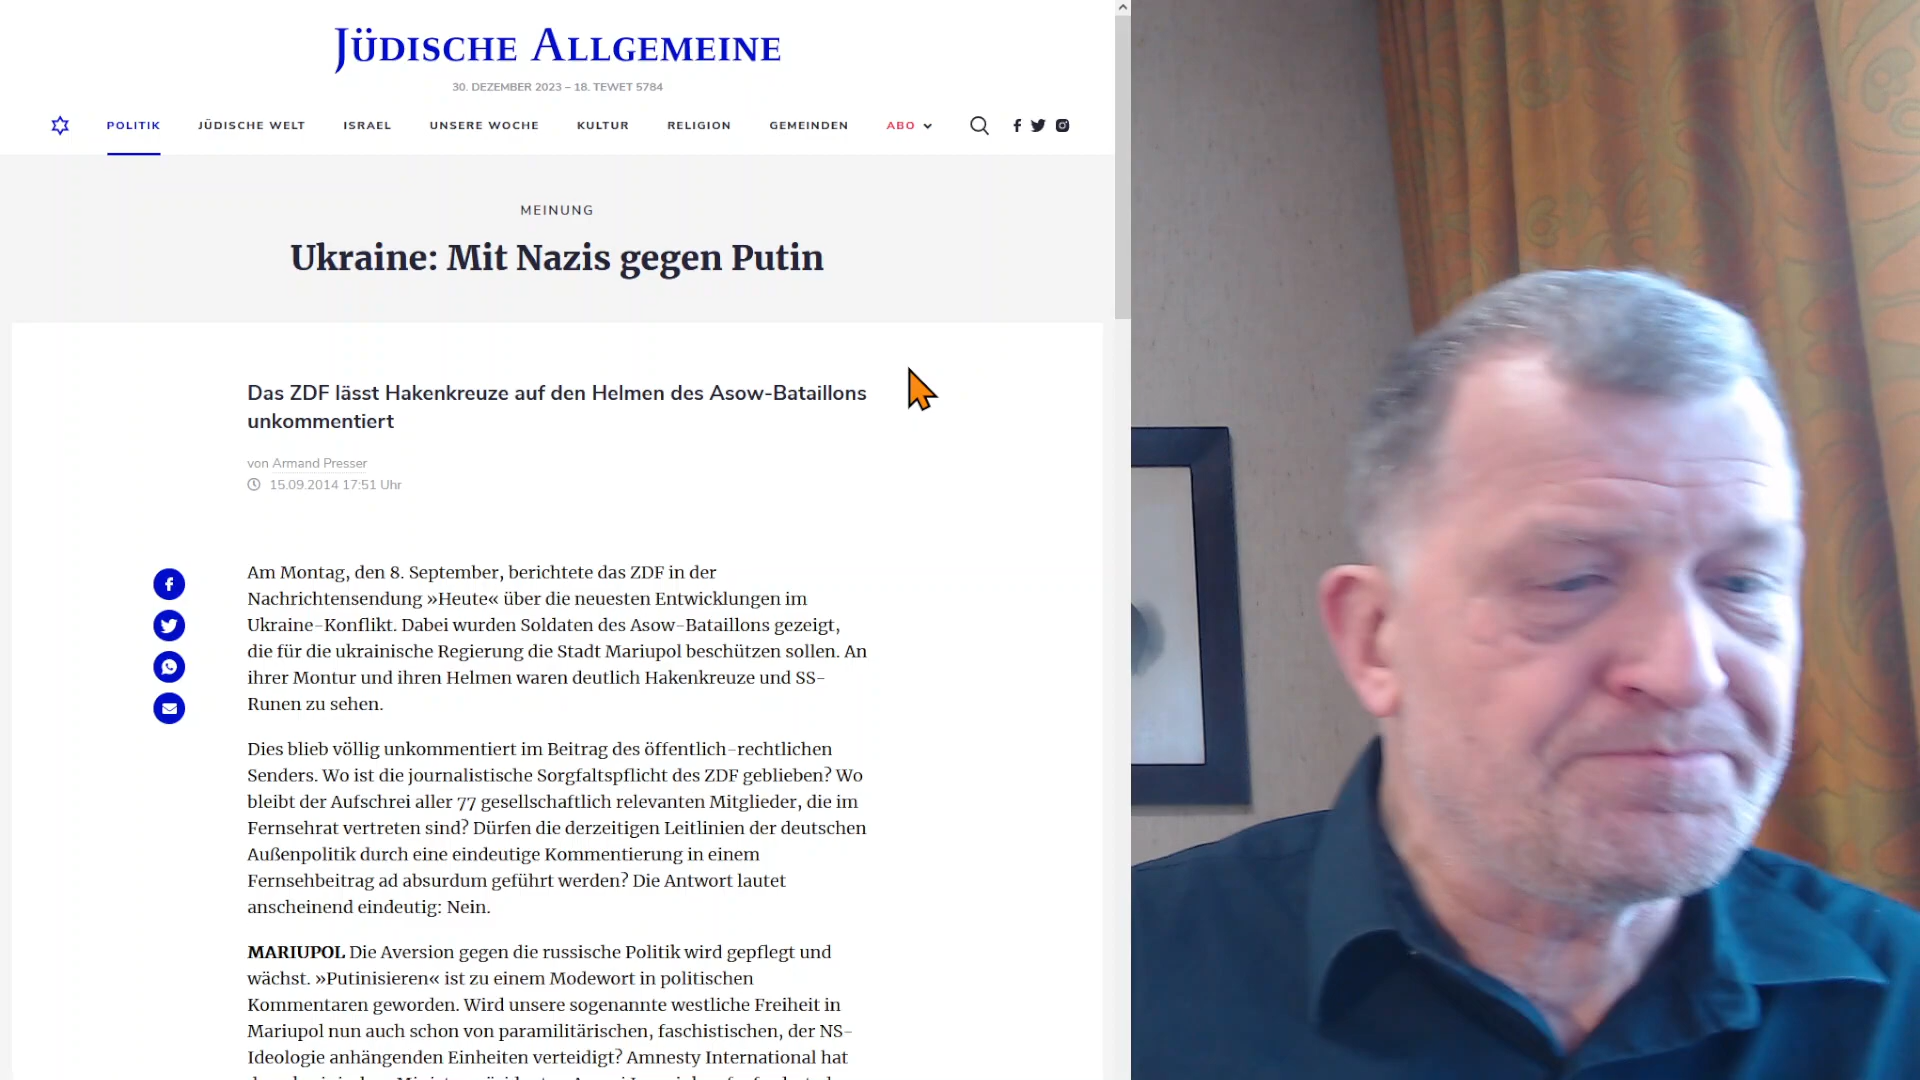 JÜDISCHE ALLGEMEINE
30. DEZEMBER 2023 – 18. TEWET 5784
POLITIK JÜDISCHE WELT ISRAEL UNSERE WOCHE KULTUR RELIGION GEMEINDEN ABO
MEINUNG
Ukraine: Mit Nazis gegen Putin
Das ZDF lässt Hakenkreuze auf den Helmen des Asow-Bataillons
unkommentiert
von Armand Presser
15.09.2014 17:51 Uhr
Am Montag, den 8. September, berichtete das ZDF in der
Nachrichtensendung »Heute« über die neuesten Entwicklungen im
Ukraine-Konflikt. Dabei wurden Soldaten des Asow-Bataillons gezeigt,
die für die ukrainische Regierung die Stadt Mariupol beschützen sollen. An
ihrer Montur und ihren Helmen waren deutlich Hakenkreuze und SS-
Runen zu sehen.
Dies blieb völlig unkommentiert im Beitrag des öffentlich-rechtlichen
Senders. Wo ist die journalistische Sorgfaltspflicht des ZDF geblieben? Wo
bleibt der Aufschrei aller 77 gesellschaftlich relevanten Mitglieder, die im
Fernsehrat vertreten sind? Dürfen die derzeitigen Leitlinien der deutschen
Außenpolitik durch eine eindeutige Kommentierung in einem
Fernsehbeitrag ad absurdum geführt werden? Die Antwort lautet
anscheinend eindeutig: Nein.
MARIUPOL Die Aversion gegen die russische Politik wird gepflegt und
wächst. »Putinisieren« ist zu einem Modewort in politischen
Kommentaren geworden. Wird unsere sogenannte westliche Freiheit in
Mariupol nun auch schon von paramilitärischen, faschistischen, der NS-
Ideologie anhängenden Einheiten verteidigt? Amnesty International hat